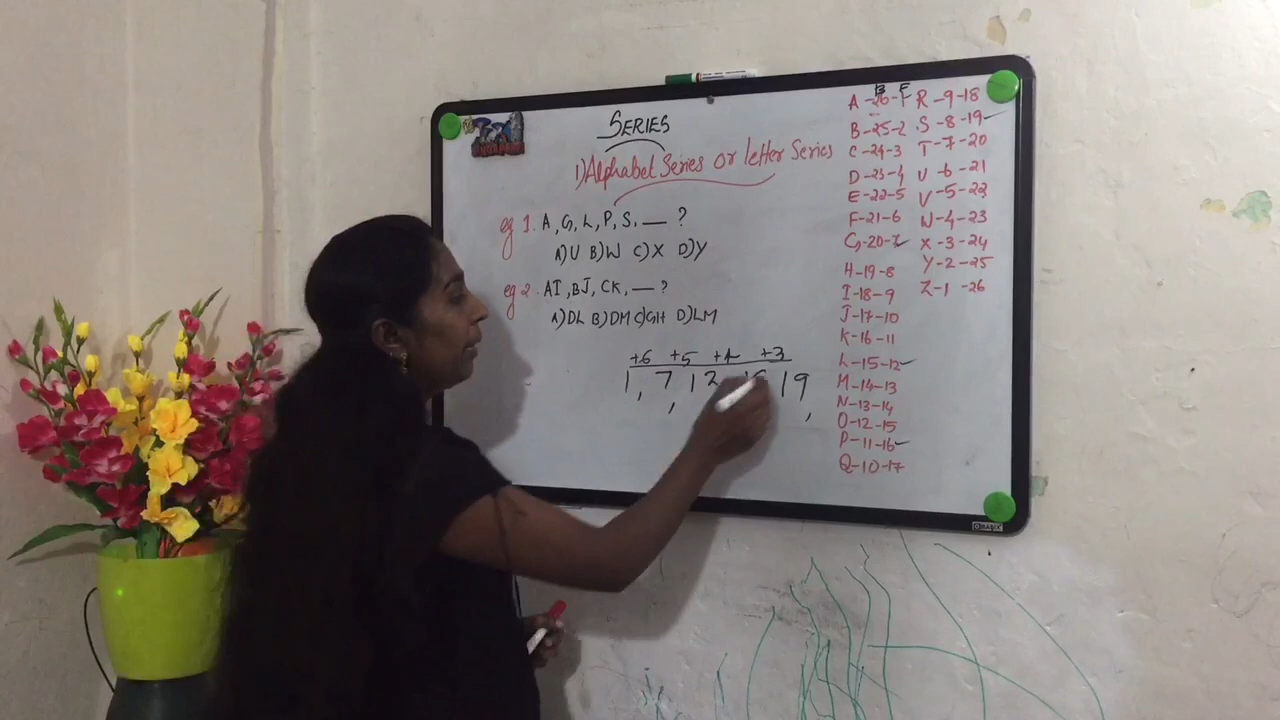 SERIES
1) Alphabet Series or letter Series
eg 1. A, G, L, P, S, __ ?
A) U B) W C) X D) Y
eg 2. AI, BJ, CK, __ ?
A) DL B) DM C) GH D) LM
+6 +5 +4 +3
1, 7, 12 19,
B F
A -26-1
B-25-2
C-24-3
D-23-4
E-22-5
F-21-6
G-20-7
H-19-8
I-18-9
J-17-10
K-16-11
L-15-12
M-14-13
N-13-14
O-12-15
P-11-16
Q-10-17
R-9-18
S-8-19
T-7-20
U-6-21
V-5-22
W-4-23
X-3-24
Y-2-25
Z-1-26